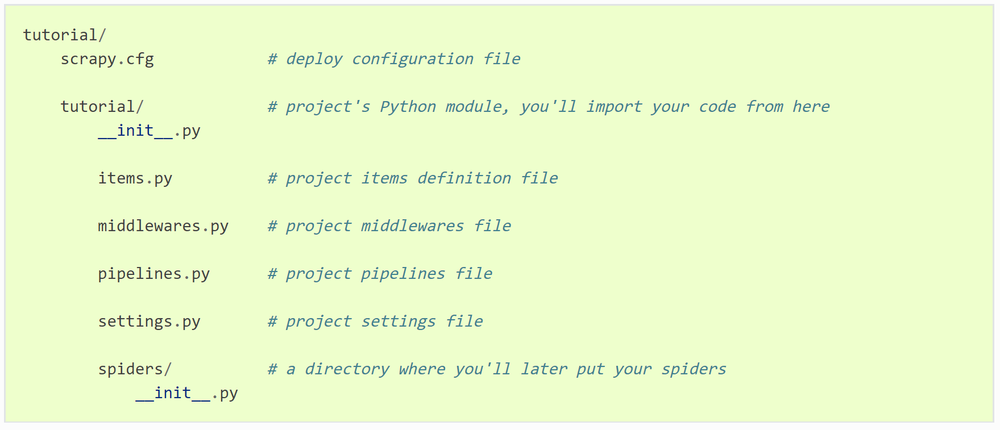 tutorial/
    scrapy.cfg            # deploy configuration file
    tutorial/             # project's Python module, you'll import your code from here
        __init__.py
        items.py          # project items definition file
        middlewares.py    # project middlewares file
        pipelines.py      # project pipelines file
        settings.py       # project settings file
        spiders/          # a directory where you'll later put your spiders
            __init__.py